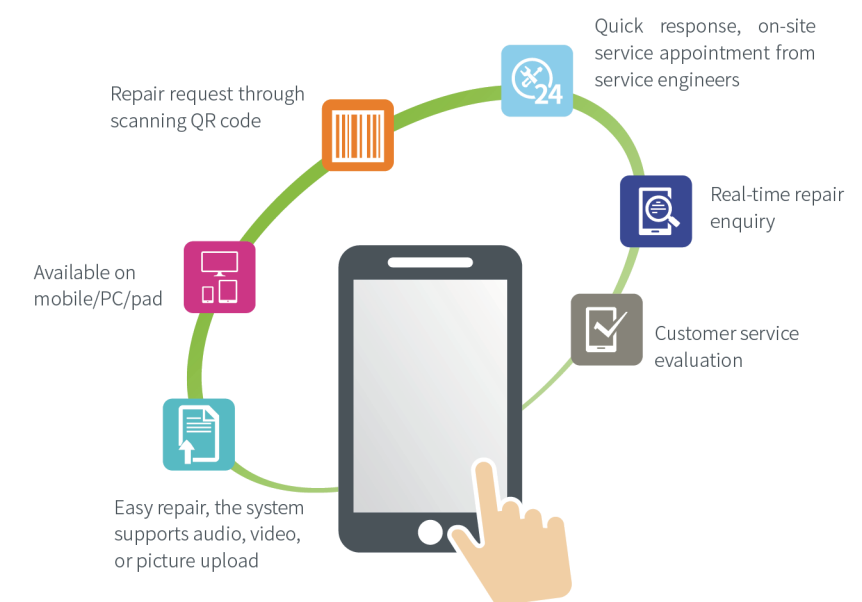 Quick response, on-site
service appointment from
service engineers
24
Repair request through
scanning QR code
Real-time repair
enquiry
Available on
mobile/PC/pad
Customer service
evaluation
Easy repair, the system
supports audio, video,
or picture upload